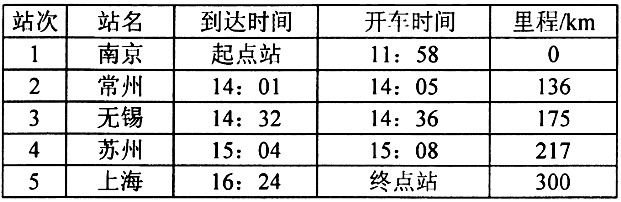 站次 站名 到达时间 开车时间 里程/km
1 南京 起点站 11：58 0
2 常州 14：01 14：05 136
3 无锡 14：32 14：36 175
4 苏州 15：04 15：08 217
5 上海 16：24 终点站 300